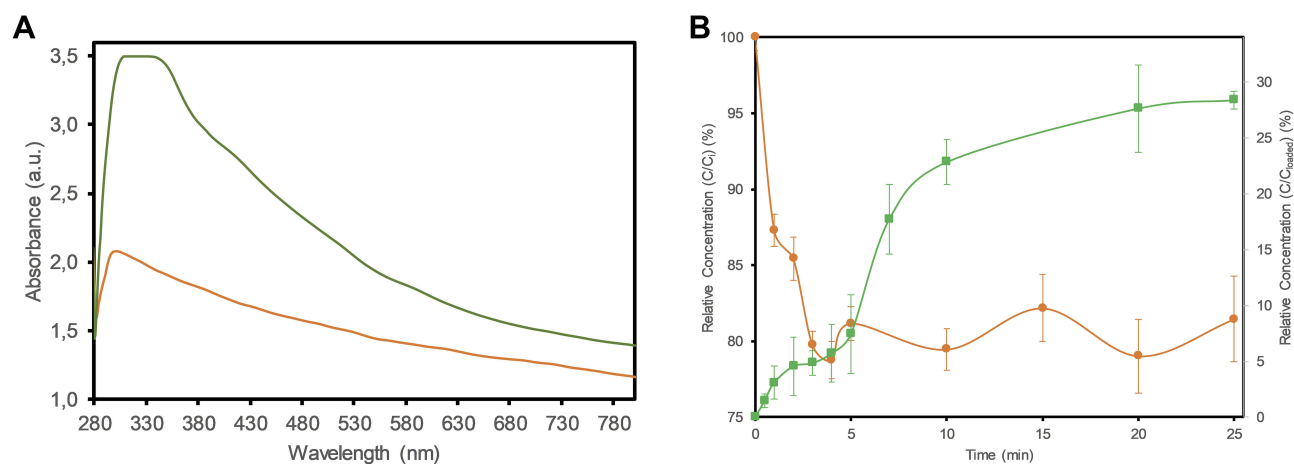 A
3,5
3,0
2,5
2,0
1,5
1,0
Absorbance (a.u.)
280 330 380 430 480 530 580 630 680 730 780
Wavelength (nm)
B
100
95
90
85
80
75
Relative Concentration (C/Ci) (%)
30
25
20
15
10
5
0
Relative Concentration (C/Cloaded) (%)
0 5 10 15 20 25
Time (min)